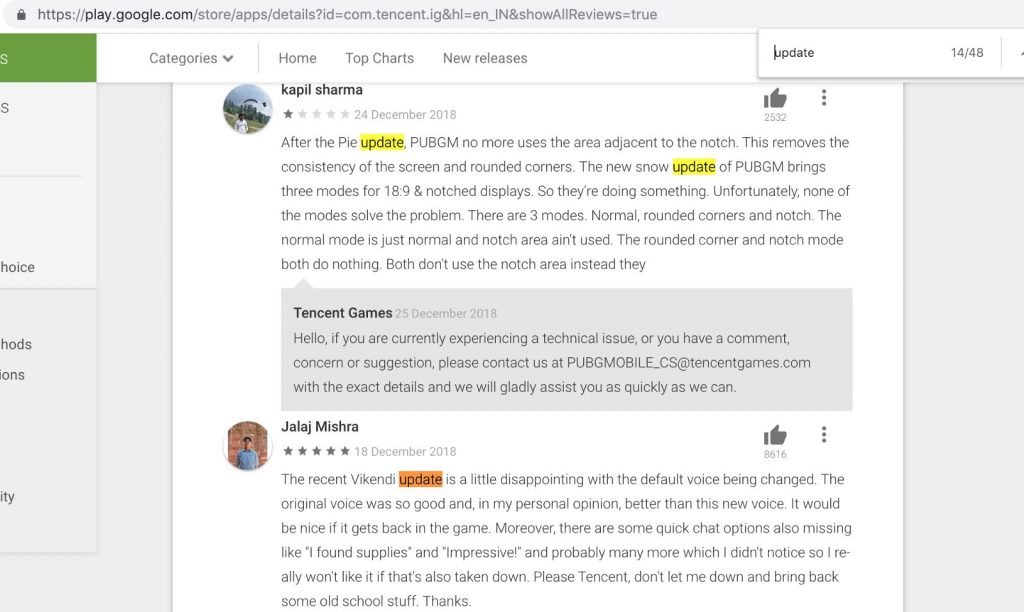 https://play.google.com/store/apps/details?id=com.tencent.ig&hl=en_IN&showAllReviews=true
S
Categories
Home
Top Charts
New releases
update
14/48
S
hoice
hods
ions
ity
kapil sharma
24 December 2018
2532
After the Pie update, PUBGM no more uses the area adjacent to the notch. This removes the
consistency of the screen and rounded corners. The new snow update of PUBGM brings
three modes for 18:9 & notched displays. So they're doing something. Unfortunately, none of
the modes solve the problem. There are 3 modes. Normal, rounded corners and notch. The
normal mode is just normal and notch area ain't used. The rounded corner and notch mode
both do nothing. Both don't use the notch area instead they
Tencent Games 25 December 2018
Hello, if you are currently experiencing a technical issue, or you have a comment,
concern or suggestion, please contact us at PUBGMOBILE_CS@tencentgames.com
with the exact details and we will gladly assist you as quickly as we can.
Jalaj Mishra
18 December 2018
8616
The recent Vikendi update is a little disappointing with the default voice being changed. The
original voice was so good and, in my personal opinion, better than this new voice. It would
be nice if it gets back in the game. Moreover, there are some quick chat options also missing
like "I found supplies" and "Impressive!" and probably many more which I didn't notice so I re-
ally won't like it if that's also taken down. Please Tencent, don't let me down and bring back
some old school stuff. Thanks.